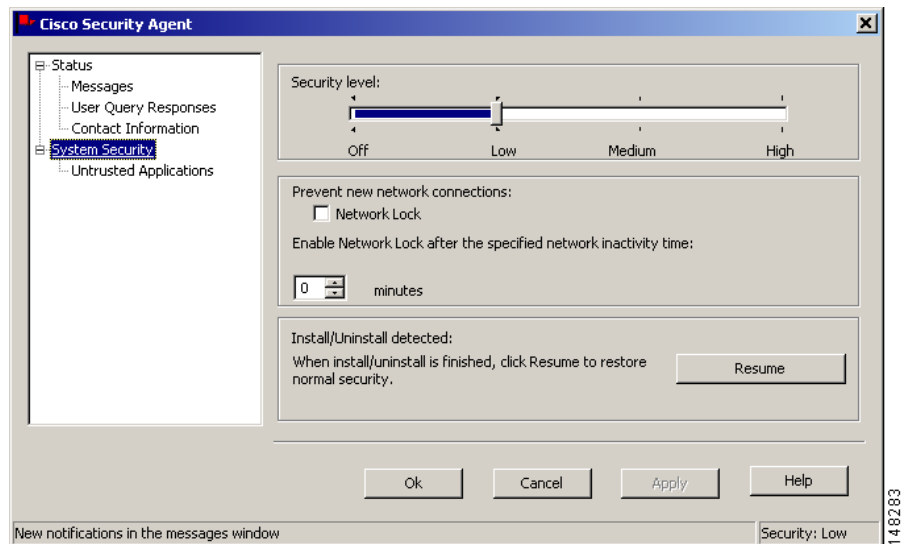 Cisco Security Agent
Status
Messages
User Query Responses
Contact Information
System Security
Untrusted Applications
Security level:
Off Low Medium High
Prevent new network connections:
Network Lock
Enable Network Lock after the specified network inactivity time:
0 minutes
Install/Uninstall detected:
When install/uninstall is finished, click Resume to restore
normal security.
Resume
Ok Cancel Apply Help
New notifications in the messages window
Security: Low
148283